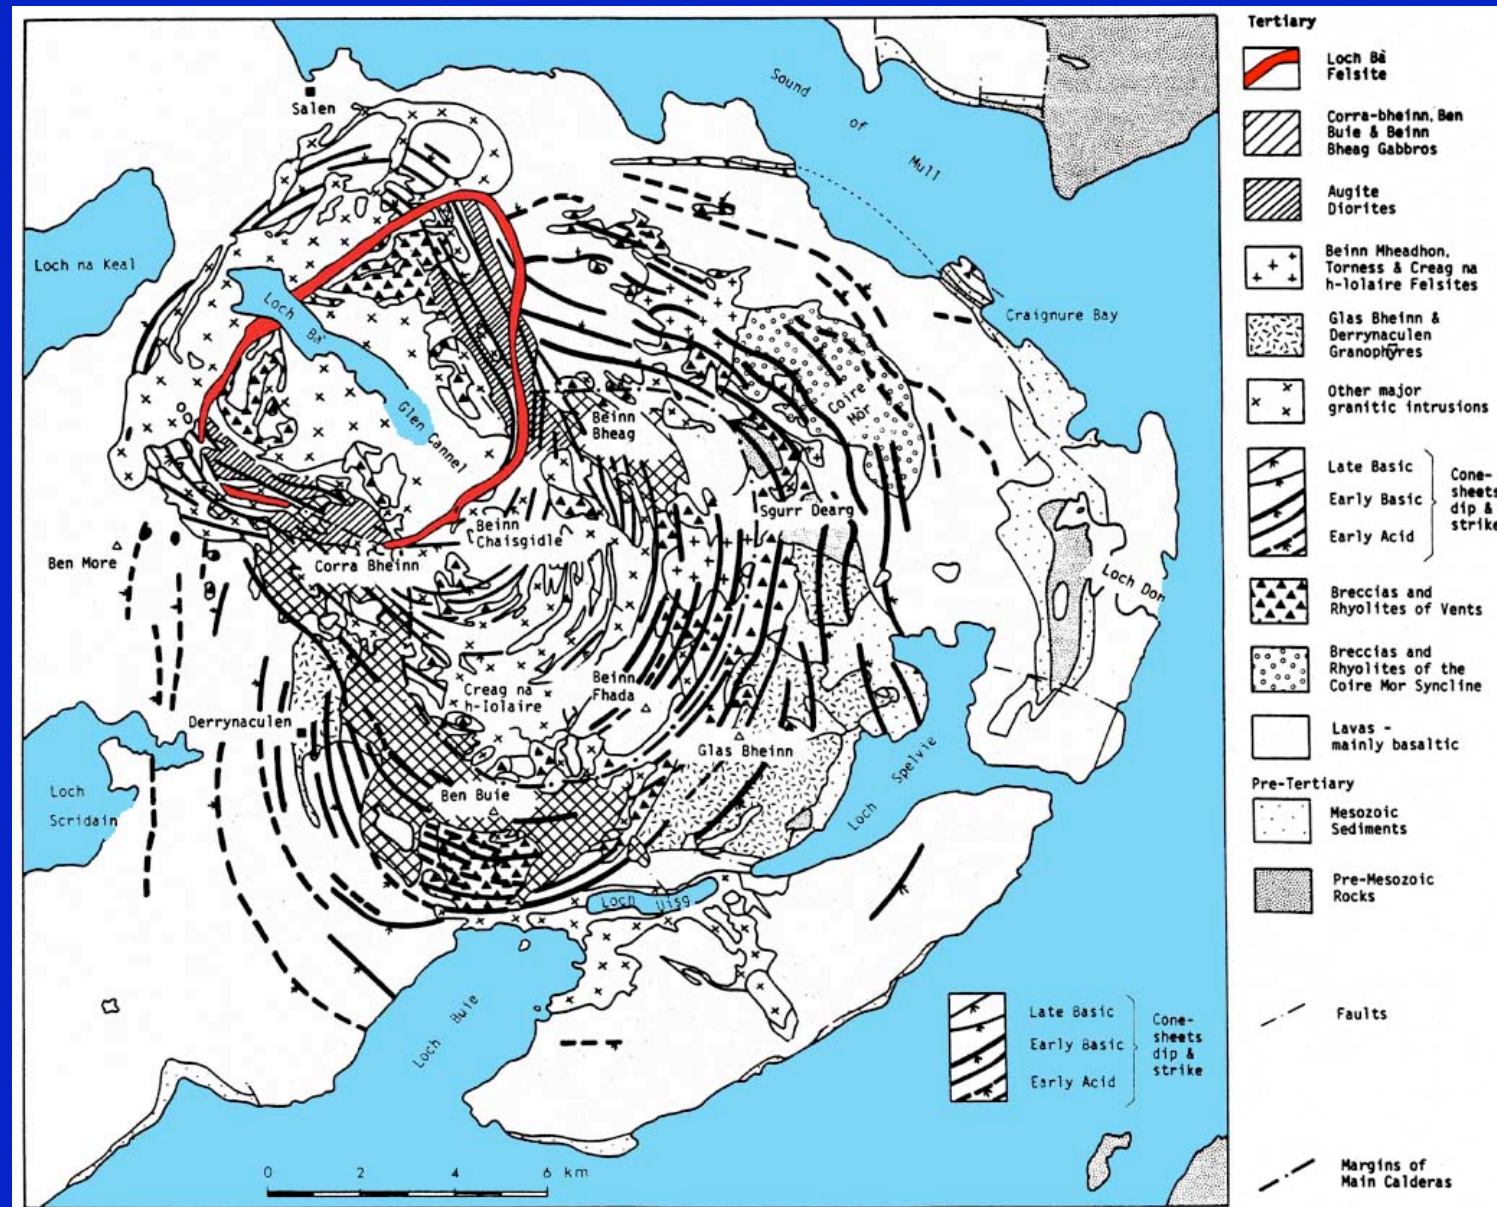 Salen
Sound
of
Mull
Loch na Keal
Loch Bà
Glen Cannel
Craignure Bay
Coire
Mór
Beinn
Bheag
Sgurr Dearg
Beinn
Chaisgidle
Ben More
Corra Bheinn
Loch Don
Creag na
h-Iolaire
Beinn
Fhada
Derrynaculen
Glas Bheinn
Loch Spelvie
Loch
Scridain
Ben Buie
Loch Uisg
Loch Buie
0 2 4 6 km
Late Basic
Early Basic
Early Acid
Cone-
sheets
dip &
strike
Tertiary
Loch Bà
Felsite
Corra-bheinn, Ben
Buie & Beinn
Bheag Gabbros
Augite
Diorites
Beinn Mheadhon,
Torness & Creag na
h-Iolaire Felsites
Glas Bheinn &
Derrynaculen
Granophyres
Other major
granitic intrusions
Late Basic
Early Basic
Early Acid
Cone-
sheets
dip &
strike
Breccias and
Rhyolites of Vents
Breccias and
Rhyolites of the
Coire Mor Syncline
Lavas -
mainly basaltic
Pre-Tertiary
Mesozoic
Sediments
Pre-Mesozoic
Rocks
Faults
Margins of
Main Calderas